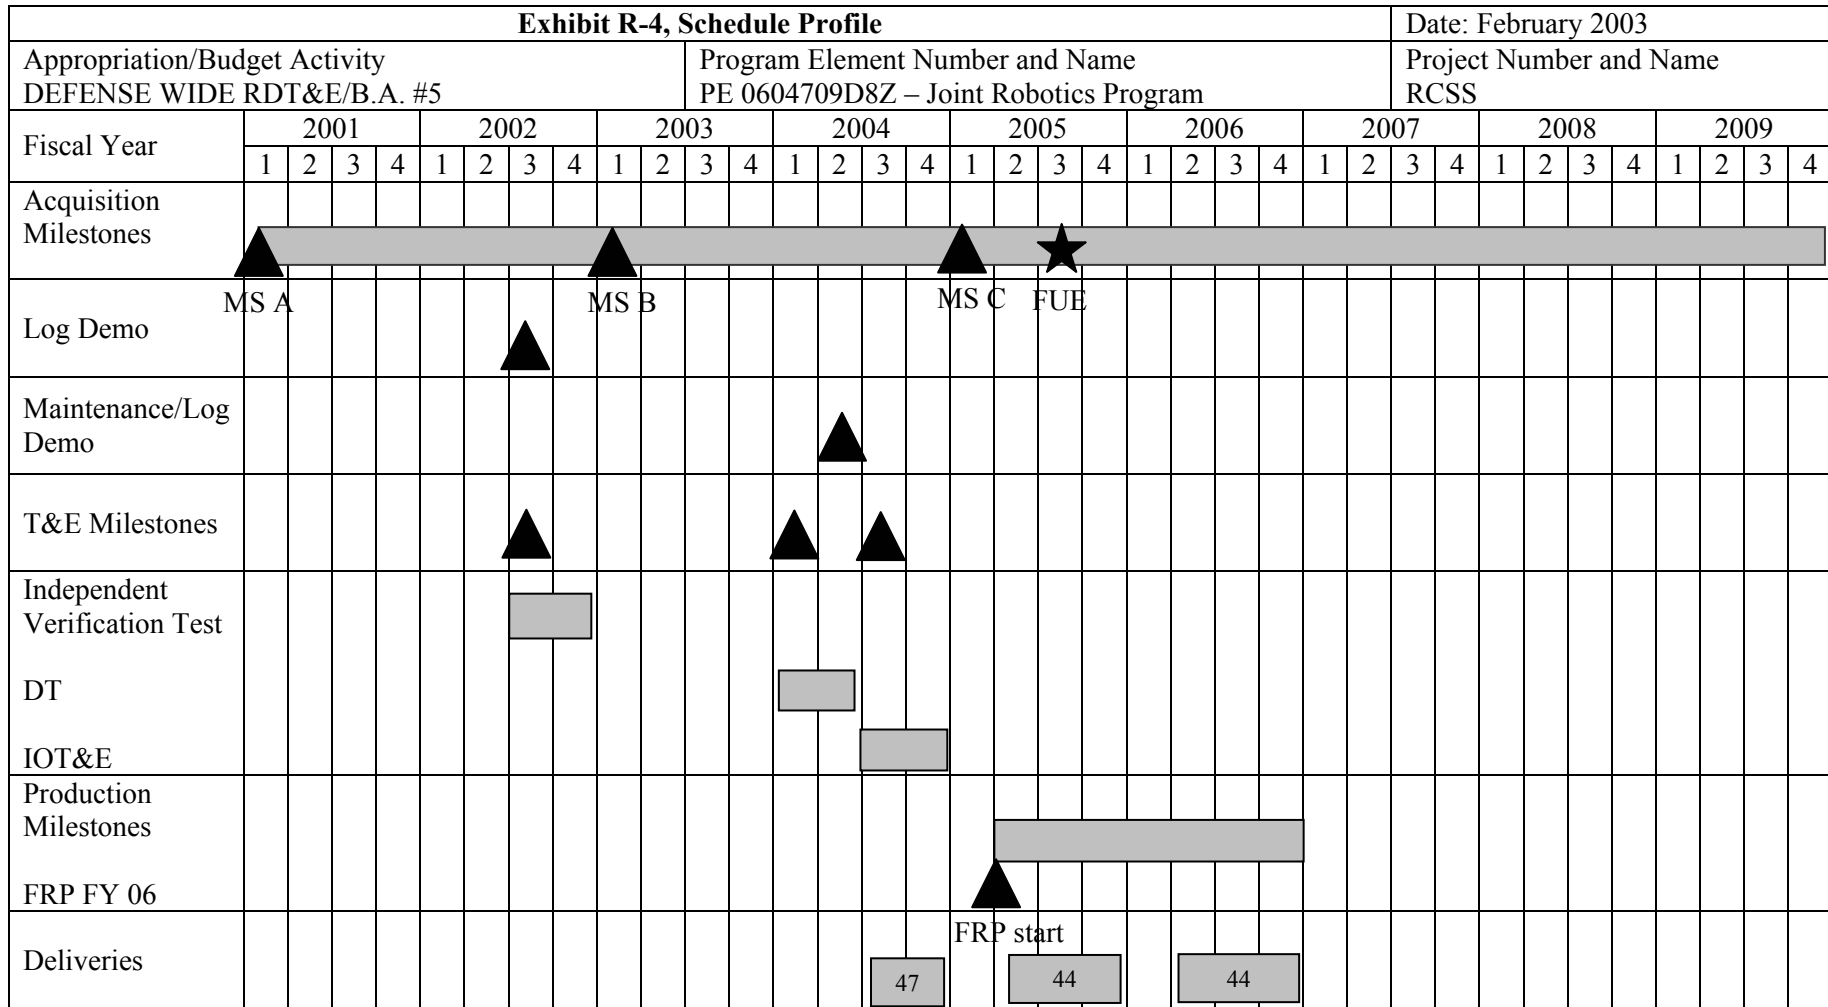 Exhibit R-4, Schedule Profile
Date: February 2003
Appropriation/Budget Activity
DEFENSE WIDE RDT&E/B.A. #5
Program Element Number and Name
PE 0604709D8Z – Joint Robotics Program
Project Number and Name
RCSS
Fiscal Year
2001 2002 2003 2004 2005 2006 2007 2008 2009
1 2 3 4 1 2 3 4 1 2 3 4 1 2 3 4 1 2 3 4 1 2 3 4 1 2 3 4 1 2 3 4 1 2 3 4
Acquisition
Milestones
MS A MS B MS C FUE
Log Demo
Maintenance/Log
Demo
T&E Milestones
Independent
Verification Test
DT
IOT&E
Production
Milestones
FRP FY 06
FRP start
Deliveries
47 44 44